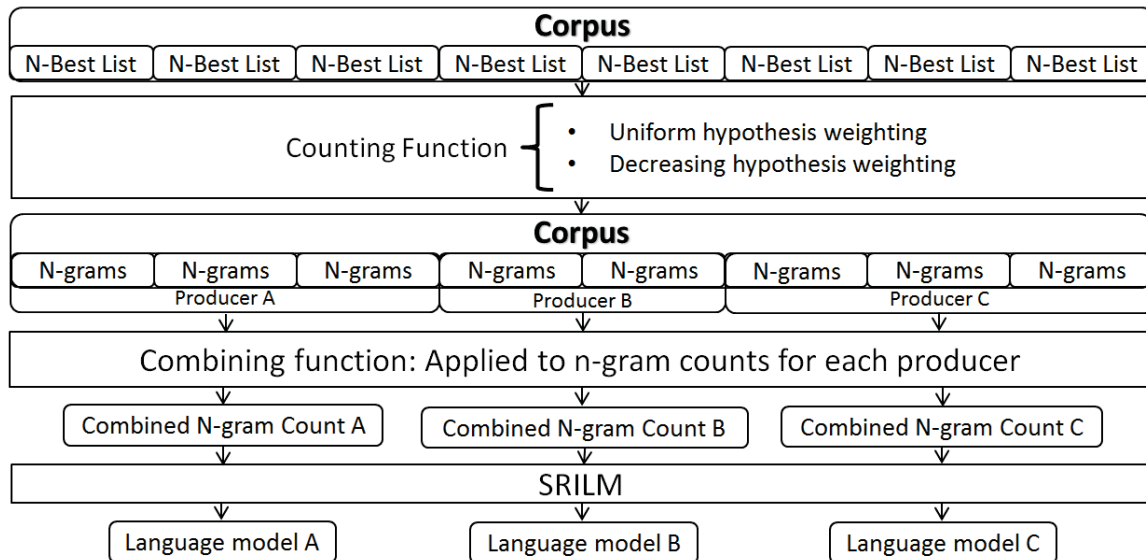 Corpus
N-Best List N-Best List N-Best List N-Best List N-Best List N-Best List N-Best List N-Best List
Counting Function
• Uniform hypothesis weighting
• Decreasing hypothesis weighting
Corpus
N-grams N-grams N-grams N-grams N-grams N-grams N-grams N-grams
Producer A Producer B Producer C
Combining function: Applied to n-gram counts for each producer
Combined N-gram Count A Combined N-gram Count B Combined N-gram Count C
SRILM
Language model A Language model B Language model C